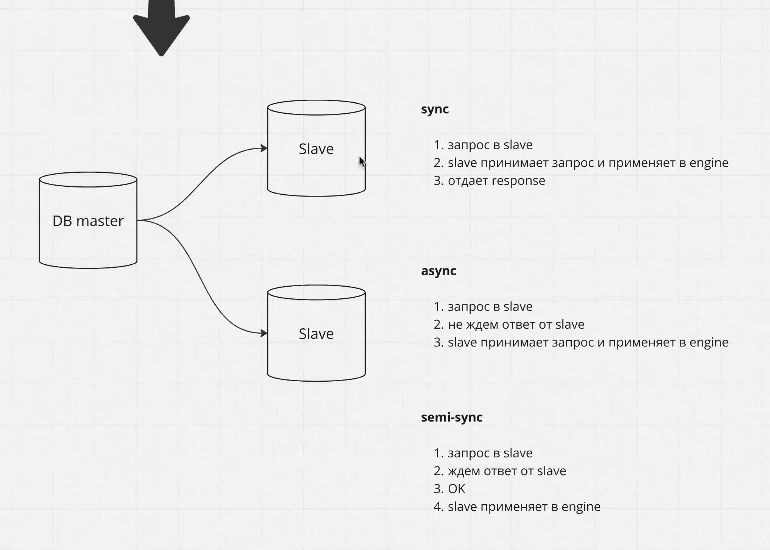 Slave
DB master
Slave
sync
1. запрос в slave
2. slave принимает запрос и применяет в engine
3. отдает response
async
1. запрос в slave
2. не ждем ответ от slave
3. slave принимает запрос и применяет в engine
semi-sync
1. запрос в slave
2. ждем ответ от slave
3. OK
4. slave применяет в engine